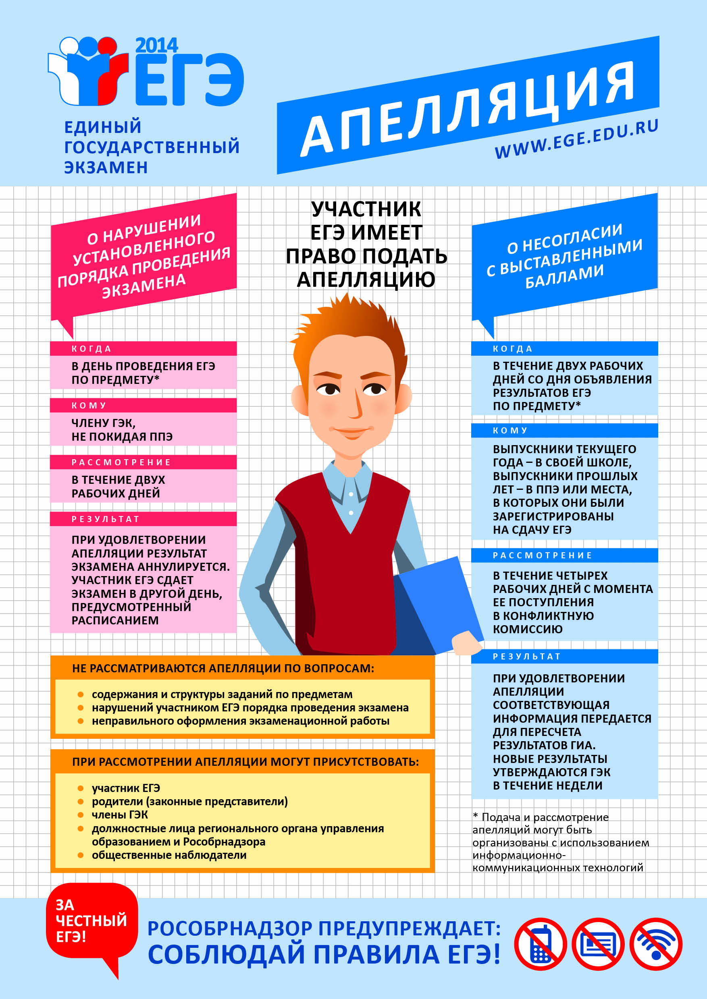 2014
ЕГЭ
ЕДИНЫЙ
ГОСУДАРСТВЕННЫЙ
ЭКЗАМЕН
АПЕЛЛЯЦИЯ
WWW.EGE.EDU.RU
УЧАСТНИК
ЕГЭ ИМЕЕТ
ПРАВО ПОДАТЬ
АПЕЛЛЯЦИЮ
О НАРУШЕНИИ
УСТАНОВЛЕННОГО
ПОРЯДКА ПРОВЕДЕНИЯ
ЭКЗАМЕНА
КОГДА
В ДЕНЬ ПРОВЕДЕНИЯ ЕГЭ
ПО ПРЕДМЕТУ*
КОМУ
ЧЛЕНУ ГЭК,
НЕ ПОКИДАЯ ППЭ
РАССМОТРЕНИЕ
В ТЕЧЕНИЕ ДВУХ
РАБОЧИХ ДНЕЙ
РЕЗУЛЬТАТ
ПРИ УДОВЛЕТВОРЕНИИ
АПЕЛЛЯЦИИ РЕЗУЛЬТАТ
ЭКЗАМЕНА АННУЛИРУЕТСЯ.
УЧАСТНИК ЕГЭ СДАЕТ
ЭКЗАМЕН В ДРУГОЙ ДЕНЬ,
ПРЕДУСМОТРЕННЫЙ
РАСПИСАНИЕМ
О НЕСОГЛАСИИ
С ВЫСТАВЛЕННЫМИ
БАЛЛАМИ
КОГДА
В ТЕЧЕНИЕ ДВУХ РАБОЧИХ
ДНЕЙ СО ДНЯ ОБЪЯВЛЕНИЯ
РЕЗУЛЬТАТОВ ЕГЭ
ПО ПРЕДМЕТУ*
КОМУ
ВЫПУСКНИКИ ТЕКУЩЕГО
ГОДА – В СВОЕЙ ШКОЛЕ,
ВЫПУСКНИКИ ПРОШЛЫХ
ЛЕТ – В ППЭ ИЛИ МЕСТА,
В КОТОРЫХ ОНИ БЫЛИ
ЗАРЕГИСТРИРОВАНЫ
НА СДАЧУ ЕГЭ
РАССМОТРЕНИЕ
В ТЕЧЕНИЕ ЧЕТЫРЕХ
РАБОЧИХ ДНЕЙ С МОМЕНТА
ЕЕ ПОСТУПЛЕНИЯ
В КОНФЛИКТНУЮ
КОМИССИЮ
РЕЗУЛЬТАТ
ПРИ УДОВЛЕТВОРЕНИИ
АПЕЛЛЯЦИИ
СООТВЕТСТВУЮЩАЯ
ИНФОРМАЦИЯ ПЕРЕДАЕТСЯ
ДЛЯ ПЕРЕСЧЕТА
РЕЗУЛЬТАТОВ ГИА.
НОВЫЕ РЕЗУЛЬТАТЫ
УТВЕРЖДАЮТСЯ ГЭК
В ТЕЧЕНИЕ НЕДЕЛИ
* Подача и рассмотрение
апелляций могут быть
организованы с использованием
информационно-
коммуникационных технологий
НЕ РАССМАТРИВАЮТСЯ АПЕЛЛЯЦИИ ПО ВОПРОСАМ:
• содержания и структуры заданий по предметам
• нарушений участником ЕГЭ порядка проведения экзамена
• неправильного оформления экзаменационной работы
ПРИ РАССМОТРЕНИИ АПЕЛЛЯЦИИ МОГУТ ПРИСУТСТВОВАТЬ:
• участник ЕГЭ
• родители (законные представители)
• члены ГЭК
• должностные лица регионального органа управления
образованием и Рособрнадзора
• общественные наблюдатели
ЗА
ЧЕСТНЫЙ
ЕГЭ!
РОСОБРНАДЗОР ПРЕДУПРЕЖДАЕТ:
СОБЛЮДАЙ ПРАВИЛА ЕГЭ!